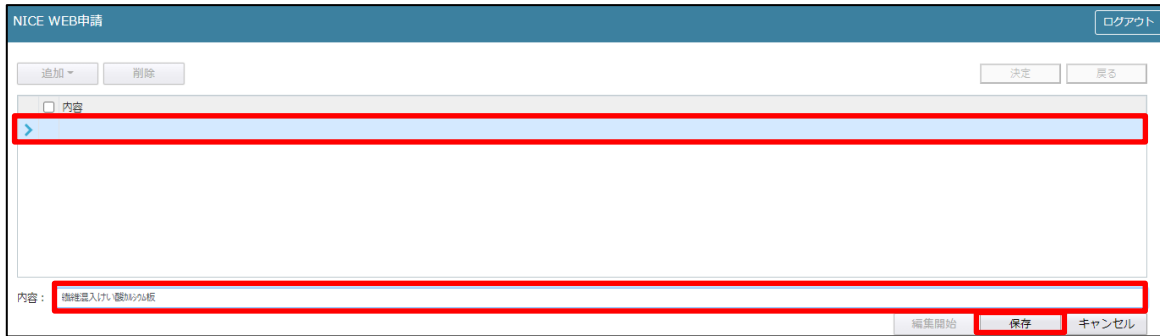 NICE WEB申請
ログアウト
追加
削除
決定
戻る
内容
内容：
繊維混入けい酸ｶﾙｼｳﾑ板
編集開始
保存
キャンセル